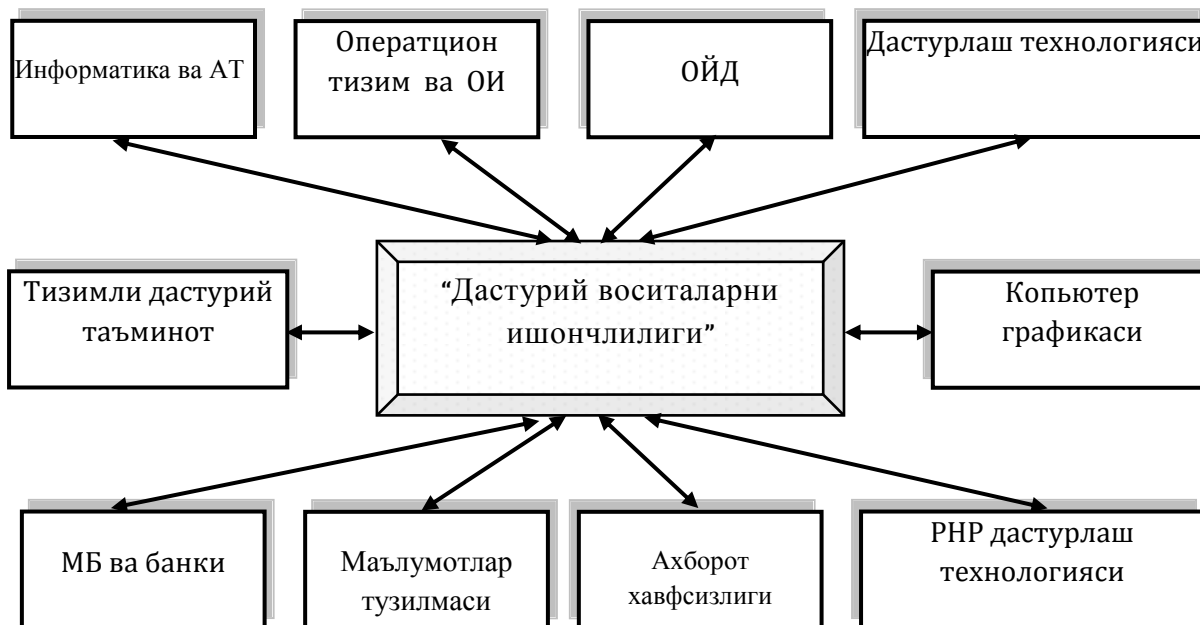 Информатика ва АТ
Оператцион
тизим ва ОИ
ОЙД
Дастурлаш технологияси
Тизимли дастурий
таъминот
“Дастурий воситаларни
ишончлилиги”
Копьютер
графикаси
МБ ва банки
Маълумотлар
тузилмаси
Ахборот
хавфсизлиги
РНР дастурлаш
технологияси